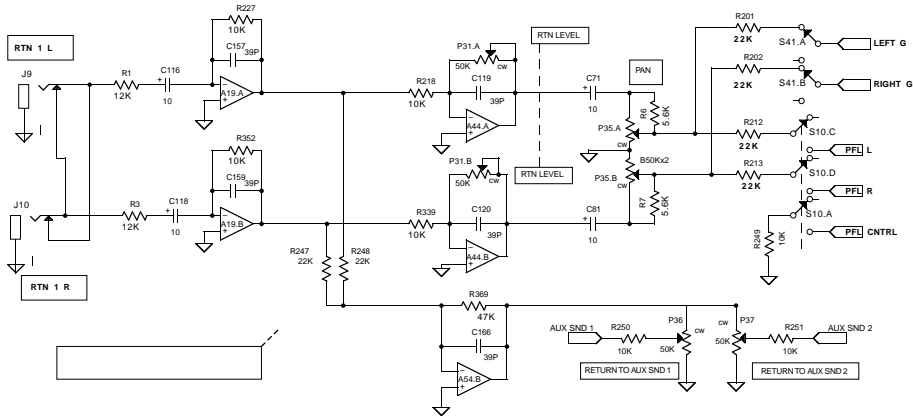 RTN 1 L
J9
R1
12K
C116
+
10
R227
10K
C157
39P
A19.A
R218
10K
P31.A
50K
CW
C119
39P
A44.A
RTN LEVEL
RTN LEVEL
C71
+
10
PAN
R6
5.6K
P35.A
CW
B50Kx2
P35.B
CW
R7
5.6K
R201
22K
S41.A
LEFT G
R202
22K
S41.B
RIGHT G
R212
22K
S10.C
PFL L
R213
22K
S10.D
PFL R
S10.A
R249
10K
PFL CNTRL
J10
RTN 1 R
R3
12K
C118
+
10
R352
10K
C159
39P
A19.B
R247
22K
R248
22K
R339
10K
P31.B
50K
CW
C120
39P
A44.B
C81
+
10
R369
47K
C166
39P
A54.B
AUX SND 1
R250
10K
P36
CW
50K
RETURN TO AUX SND 1
P37
CW
50K
R251
10K
AUX SND 2
RETURN TO AUX SND 2